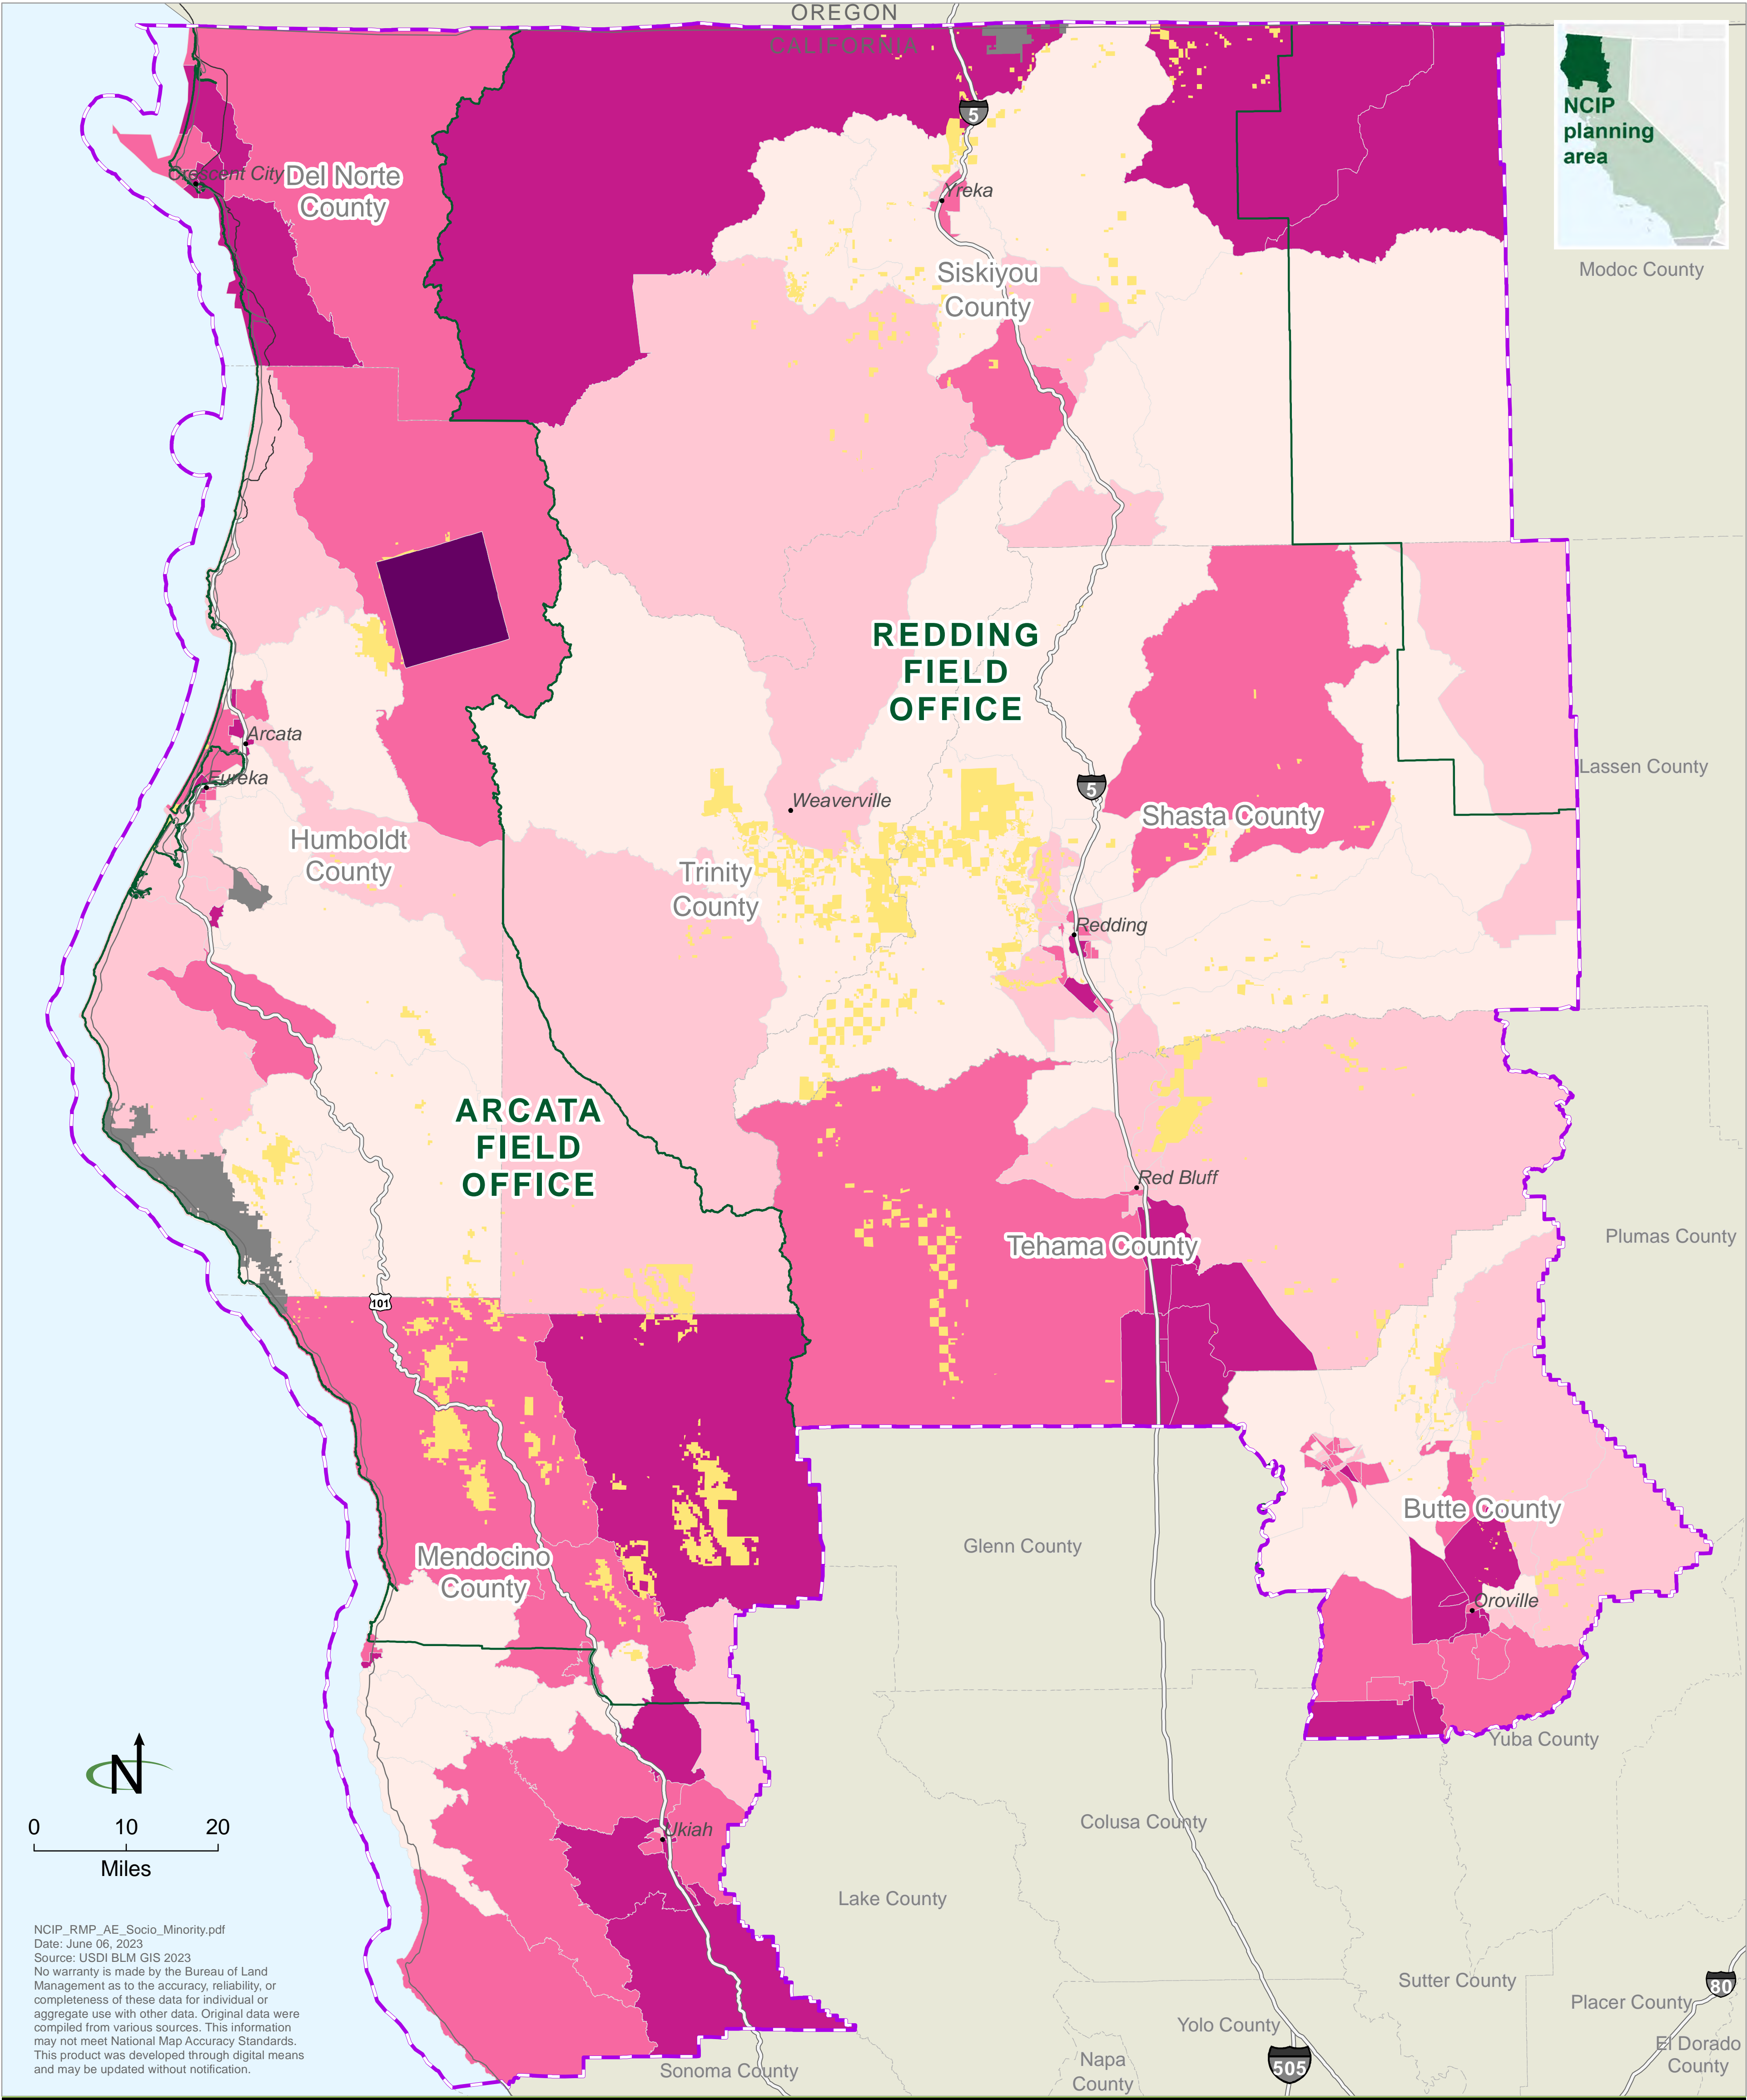 OREGON
CALIFORNIA
5
NCIP
planning
area
Crescent City
Del Norte
County
Yreka
Siskiyou
County
Modoc County
REDDING
FIELD
OFFICE
Arcata
Eureka
5
Lassen County
Weaverville
Shasta County
Humboldt
County
Trinity
County
Redding
ARCATA
FIELD
OFFICE
Red Bluff
Tehama County
Plumas County
101
Butte County
Glenn County
Mendocino
County
Oroville
Yuba County
N
0 10 20
Miles
Colusa County
Ukiah
Lake County
NCIP_RMP_AE_Socio_Minority.pdf
Date: June 06, 2023
Source: USDI BLM GIS 2023
No warranty is made by the Bureau of Land
Management as to the accuracy, reliability, or
completeness of these data for individual or
aggregate use with other data. Original data were
compiled from various sources. This information
may not meet National Map Accuracy Standards.
This product was developed through digital means
and may be updated without notification.
Sutter County
80
Placer County
Yolo County
El Dorado
County
505
Napa
County
Sonoma County